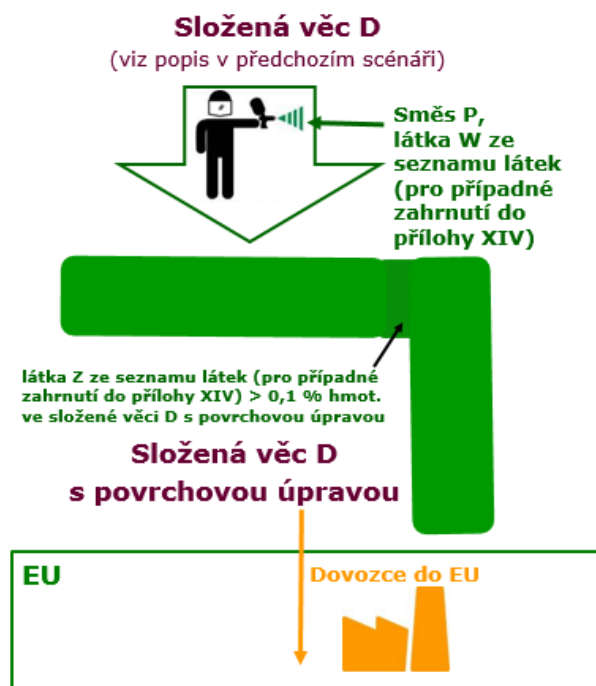 Složená věc D
(viz popis v předchozím scénáři)
Směs P,
látka W ze
seznamu látek
(pro případné
zahrnutí do
přílohy XIV)
látka Z ze seznamu látek (pro případné
zahrnutí do přílohy XIV) > 0,1 % hmot.
ve složené věci D s povrchovou úpravou
Složená věc D
s povrchovou úpravou
EU
Dovozce do EU